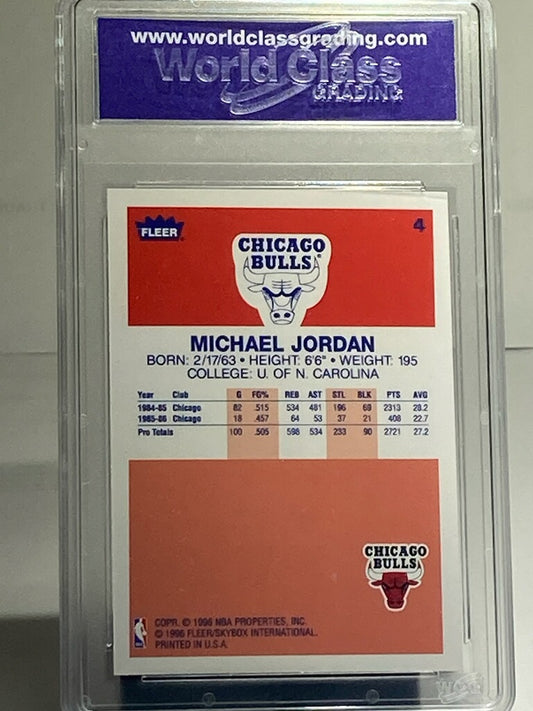 www.worldclassgrading.com
World Class
GRADING
FLEER
4
CHICAGO
BULLS
MICHAEL JORDAN
BORN: 2/17/63 • HEIGHT: 6'6" • WEIGHT: 195
COLLEGE: U. OF N. CAROLINA
Year Club G FG% REB AST STL BLK PTS AVG
1984-85 Chicago 82 .515 534 481 196 69 2313 28.2
1985-86 Chicago 18 .457 64 53 37 21 408 22.7
Pro Totals 100 .505 598 534 233 90 2721 27.2
CHICAGO
BULLS
COPR. © 1996 NBA PROPERTIES, INC.
© 1996 FLEER/SKYBOX INTERNATIONAL.
PRINTED IN U.S.A.